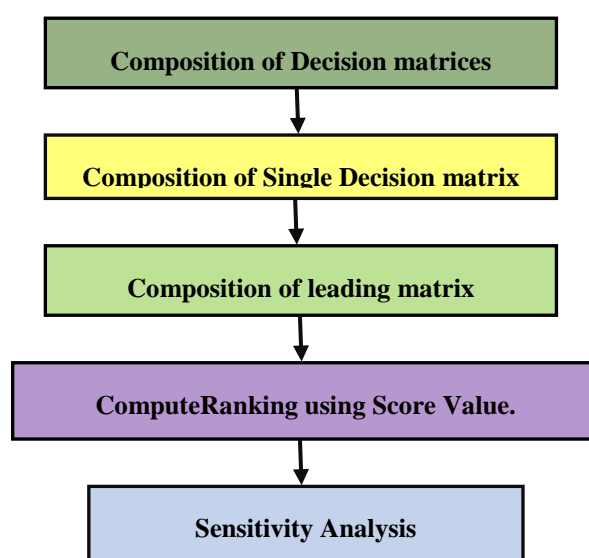 Composition of Decision matrices
Composition of Single Decision matrix
Composition of leading matrix
ComputeRanking using Score Value.
Sensitivity Analysis